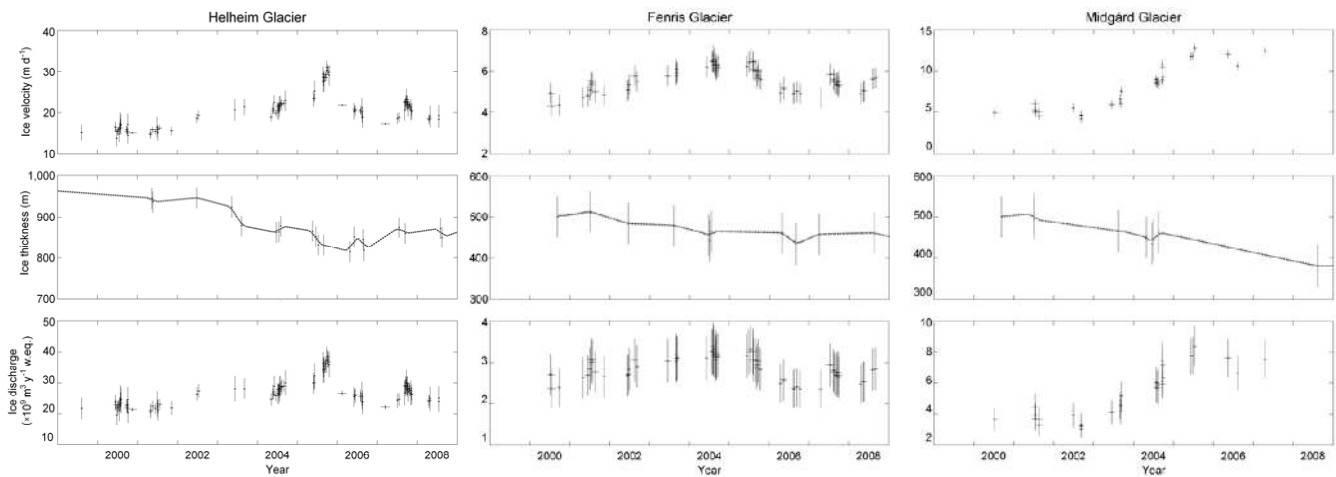 Helheim Glacier
Fenris Glacier
Midgård Glacier
Ice velocity (m d⁻¹)
40
30
20
10
8
6
4
2
15
10
5
0
Ice thickness (m)
1,000
900
800
700
600
500
400
300
600
500
400
300
Ice discharge
(×10⁹ m³ y⁻¹ w.eq.)
50
40
30
20
10
4
3
2
1
10
8
6
4
2
2000 2002 2004 2006 2008
2000 2002 2004 2006 2008
2000 2002 2004 2006 2008
Year
Year
Year